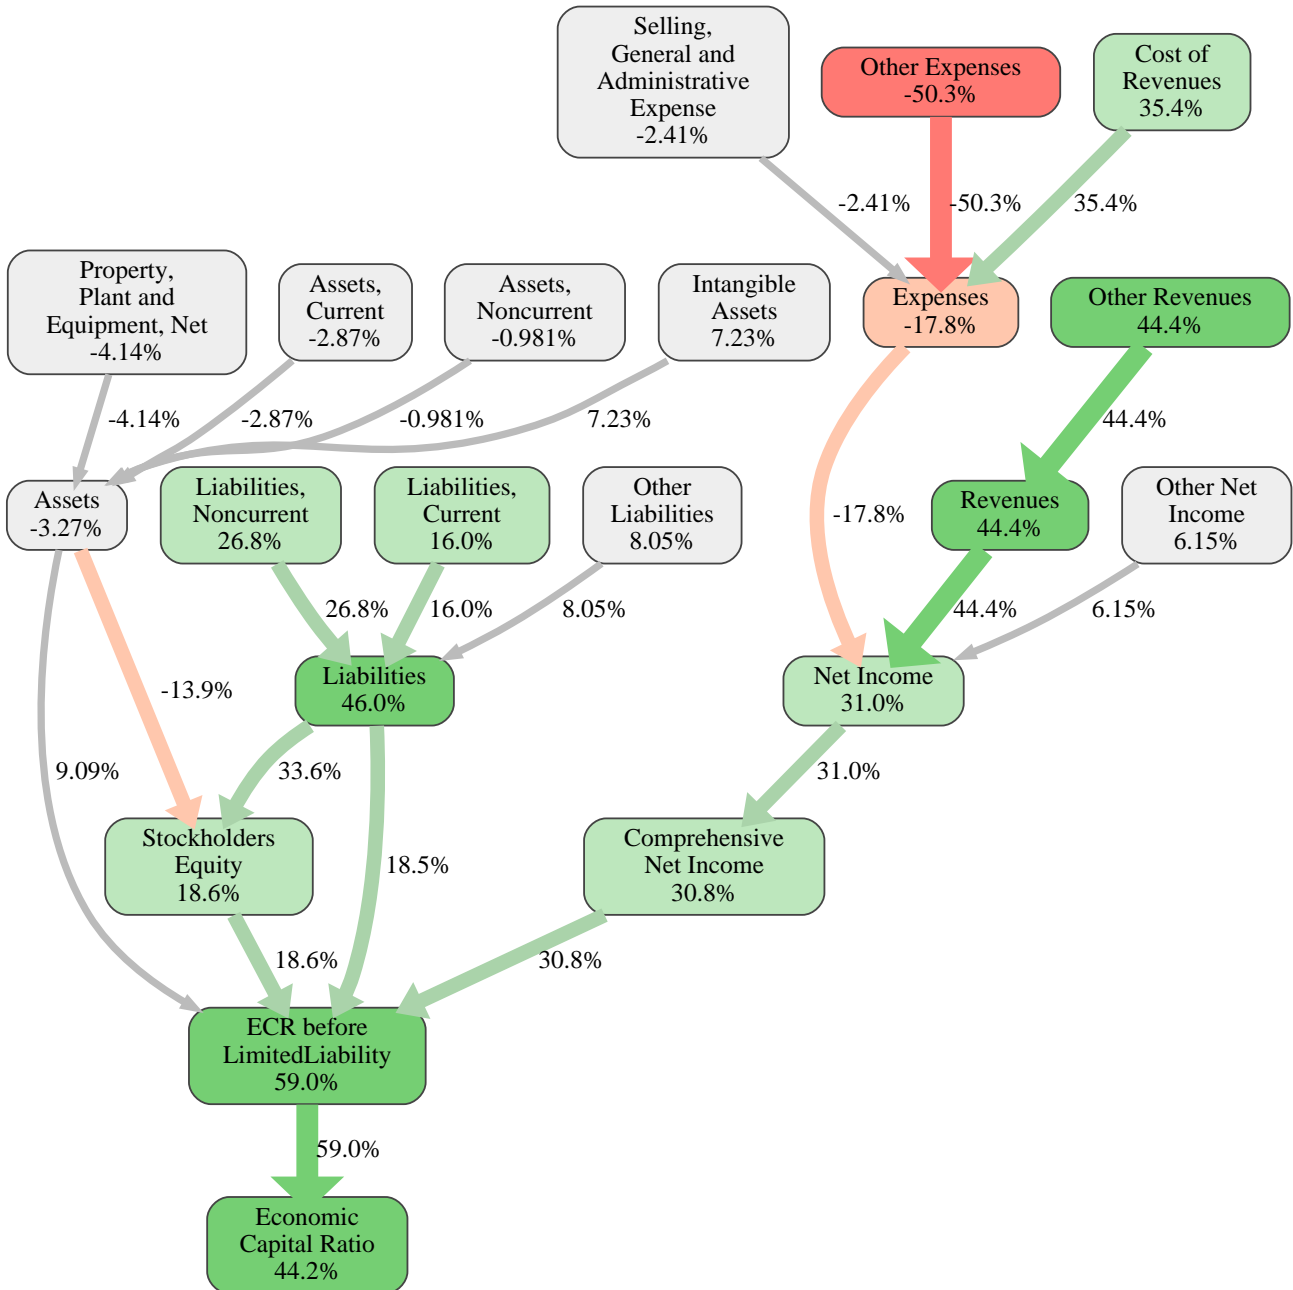 Selling,
General and
Administrative
Expense
-2.41%
Other Expenses
-50.3%
Cost of
Revenues
35.4%
-2.41%
-50.3%
35.4%
Property,
Plant and
Equipment, Net
-4.14%
Assets,
Current
-2.87%
Assets,
Noncurrent
-0.981%
Intangible
Assets
7.23%
Expenses
-17.8%
Other Revenues
44.4%
-4.14%
-2.87%
-0.981%
7.23%
44.4%
Assets
-3.27%
Liabilities,
Noncurrent
26.8%
Liabilities,
Current
16.0%
Other
Liabilities
8.05%
-17.8%
Revenues
44.4%
Other Net
Income
6.15%
26.8%
16.0%
8.05%
44.4%
6.15%
-13.9%
Liabilities
46.0%
Net Income
31.0%
9.09%
33.6%
31.0%
Stockholders
Equity
18.6%
18.5%
Comprehensive
Net Income
30.8%
18.6%
30.8%
ECR before
LimitedLiability
59.0%
59.0%
Economic
Capital Ratio
44.2%